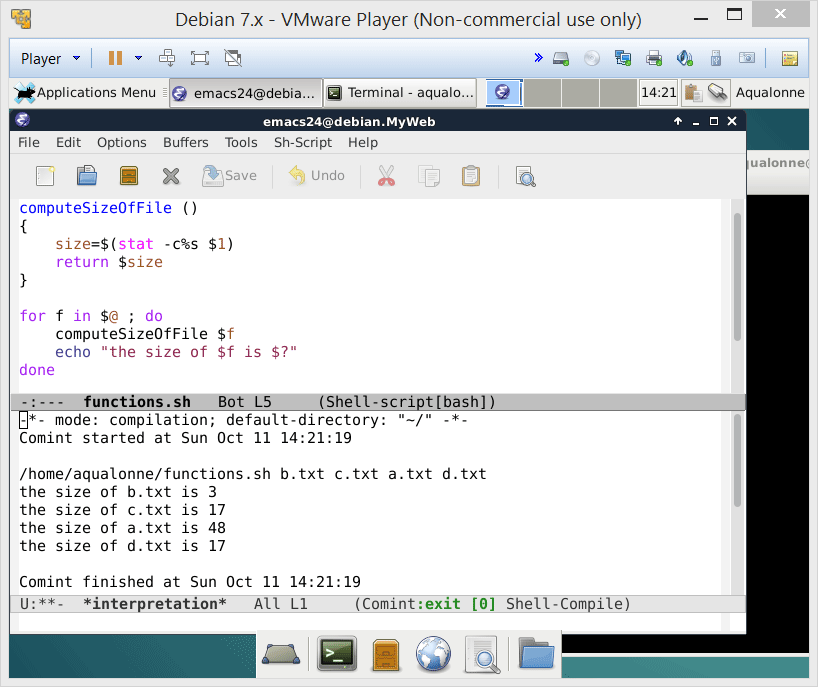 Debian 7.x - VMware Player (Non-commercial use only)
Player
Applications Menu emacs24@debia... Terminal - aqualo... 14:21 Aqualonne
emacs24@debian.MyWeb
File Edit Options Buffers Tools Sh-Script Help
qualonne@
Save Undo
computeSizeOfFile ()
{
    size=$(stat -c%s $1)
    return $size
}
for f in $@ ; do
    computeSizeOfFile $f
    echo "the size of $f is $?"
done
-:--- functions.sh Bot L5 (Shell-script[bash])
-*- mode: compilation; default-directory: "~/" -*-
Comint started at Sun Oct 11 14:21:19
/home/aqualonne/functions.sh b.txt c.txt a.txt d.txt
the size of b.txt is 3
the size of c.txt is 17
the size of a.txt is 48
the size of d.txt is 17
Comint finished at Sun Oct 11 14:21:19
U:**- *interpretation* All L1 (Comint:exit [0] Shell-Compile)